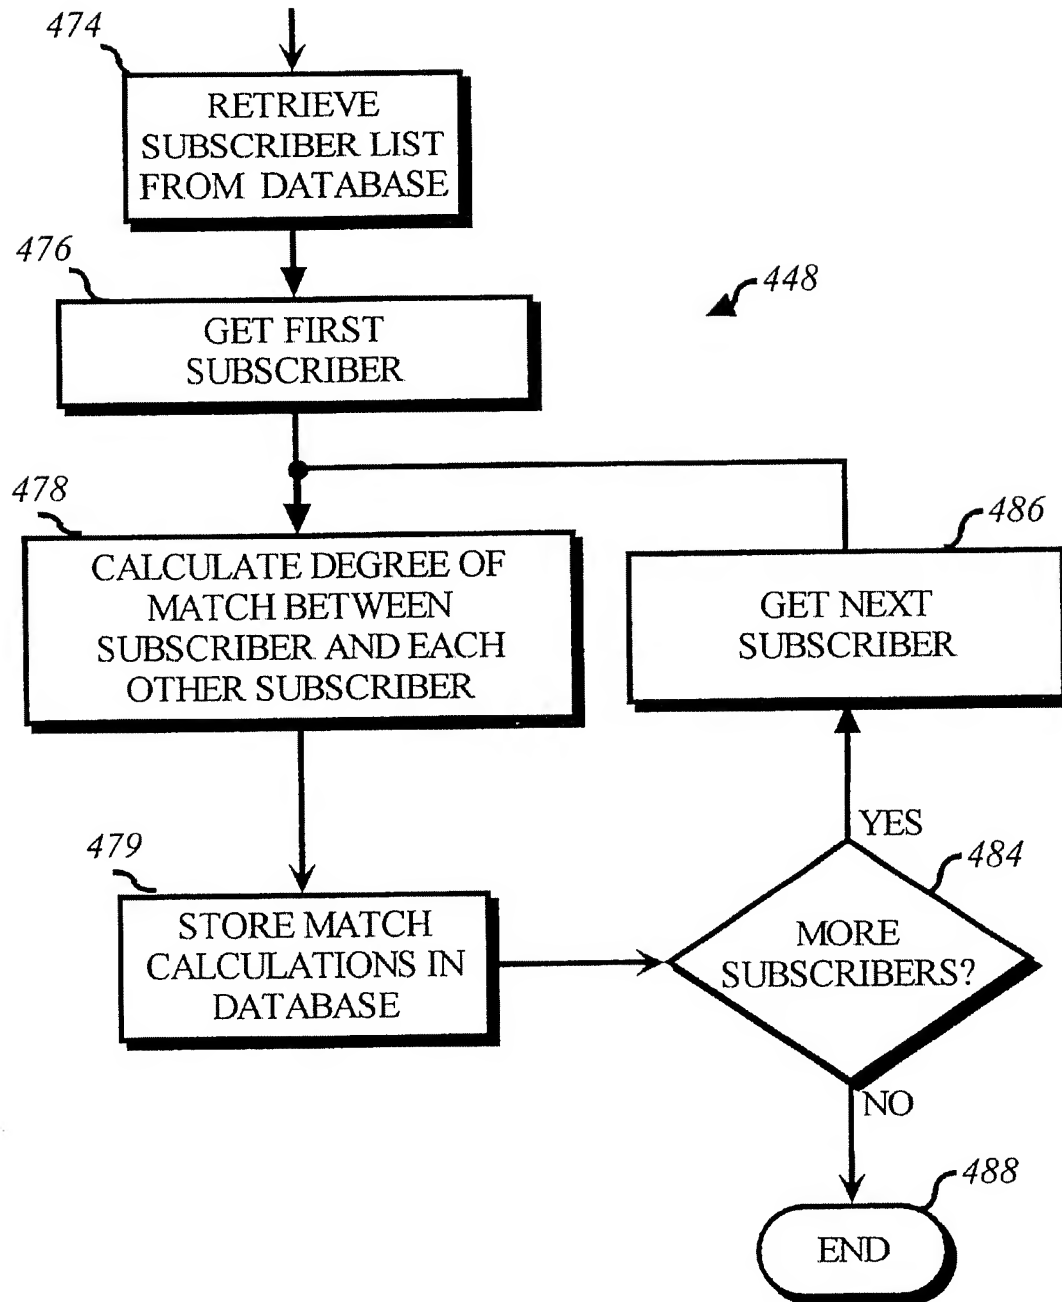 474
RETRIEVE
SUBSCRIBER LIST
FROM DATABASE
476
GET FIRST
SUBSCRIBER
448
478
CALCULATE DEGREE OF
MATCH BETWEEN
SUBSCRIBER AND EACH
OTHER SUBSCRIBER
486
GET NEXT
SUBSCRIBER
479
STORE MATCH
CALCULATIONS IN
DATABASE
YES
484
MORE
SUBSCRIBERS?
NO
488
END